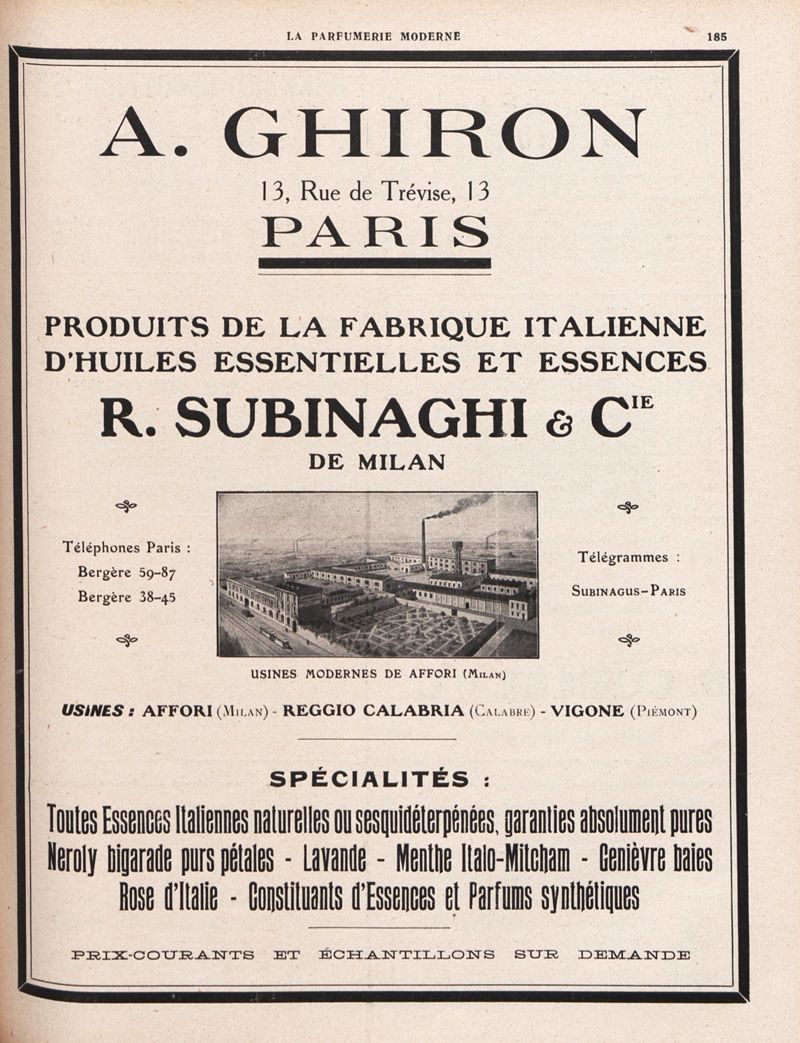 LA PARFUMERIE MODERNE 185
A. GHIRON
13, Rue de Trévise, 13
PARIS
PRODUITS DE LA FABRIQUE ITALIENNE
D'HUILES ESSENTIELLES ET ESSENCES
R. SUBINAGHI & CIE
DE MILAN
Téléphones Paris :
Bergère 59-87
Bergère 38-45
Télégrammes :
SUBINAGUS-PARIS
USINES MODERNES DE AFFORI (MILAN)
USINES : AFFORI (MILAN) - REGGIO CALABRIA (CALABRE) - VIGONE (PIÉMONT)
SPÉCIALITÉS :
Toutes Essences Italiennes naturelles ou sesquidéterpénées, garanties absolument pures
Neroly bigarade purs pétales - Lavande - Menthe Italo-Mitcham - Genièvre baies
Rose d'Italie - Constituants d'Essences et Parfums synthétiques
PRIX-COURANTS ET ÉCHANTILLONS SUR DEMANDE